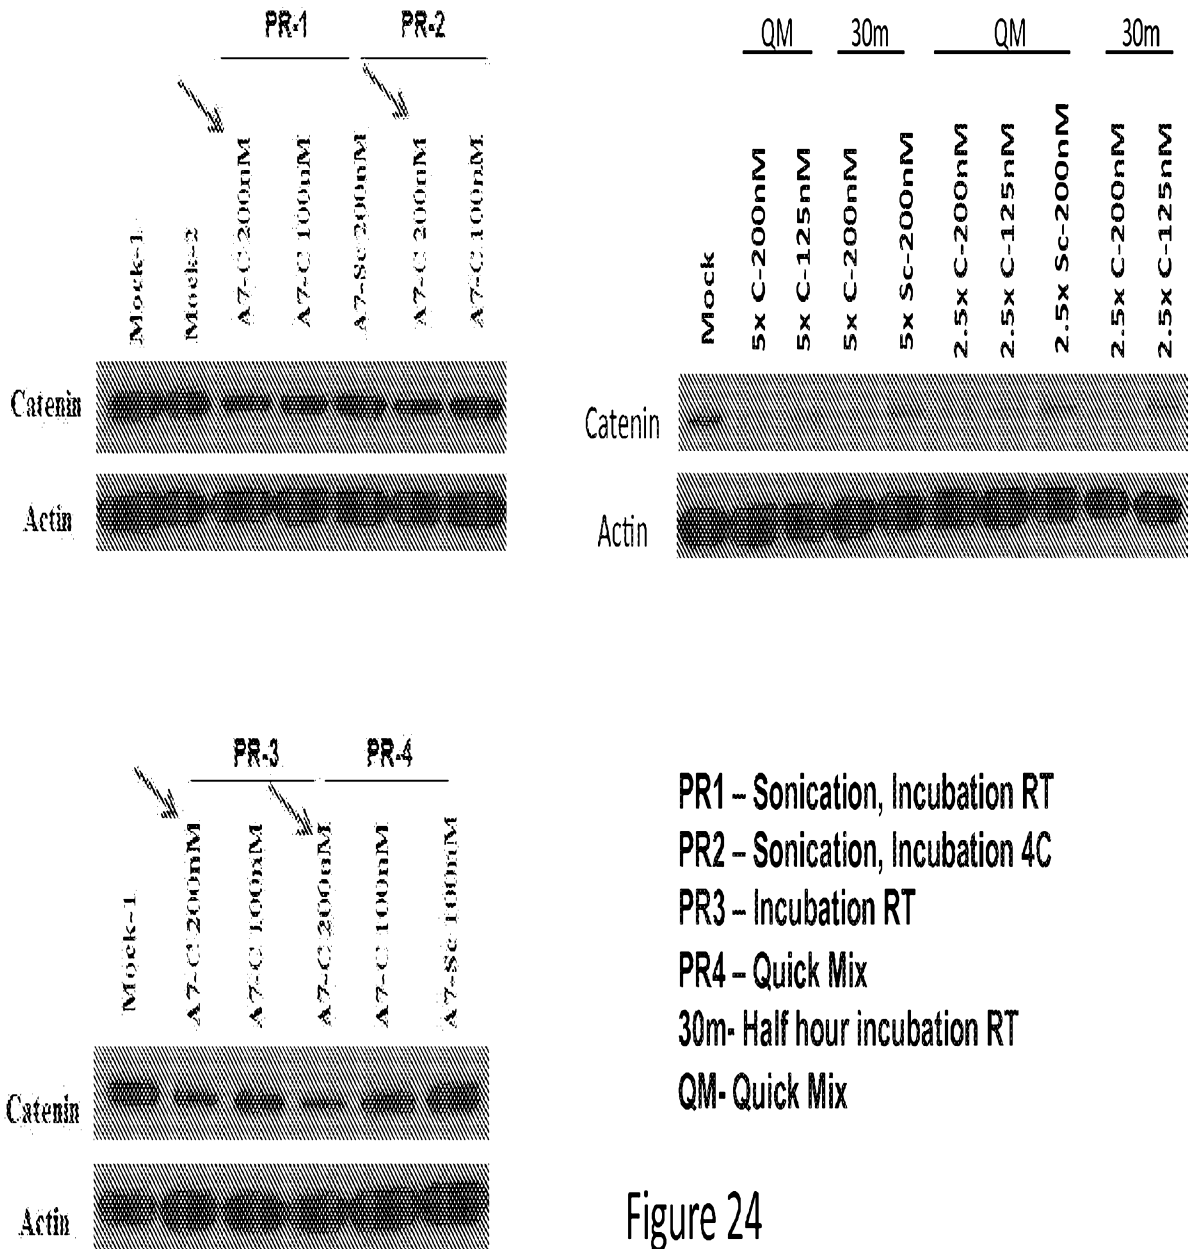 PR-1 PR-2
Mock-1
Mock-2
A7-C 200nM
A7-C 100nM
A7-Sc 200nM
A7-C 200nM
A7-C 100nM
Catenin
Actin
QM 30m QM 30m
Mock
5x C-200nM
5x C-125nM
5x C-200nM
5x Sc-200nM
2.5x C-200nM
2.5x C-125nM
2.5x Sc-200nM
2.5x C-200nM
2.5x C-125nM
Catenin
Actin
PR-3 PR-4
Mock-1
A7-C 200nM
A7-C 100nM
A7-C 200nM
A7-C 100nM
A7-Sc 100nM
Catenin
Actin
PR1 – Sonication, Incubation RT
PR2 – Sonication, Incubation 4C
PR3 – Incubation RT
PR4 – Quick Mix
30m- Half hour incubation RT
QM- Quick Mix
Figure 24